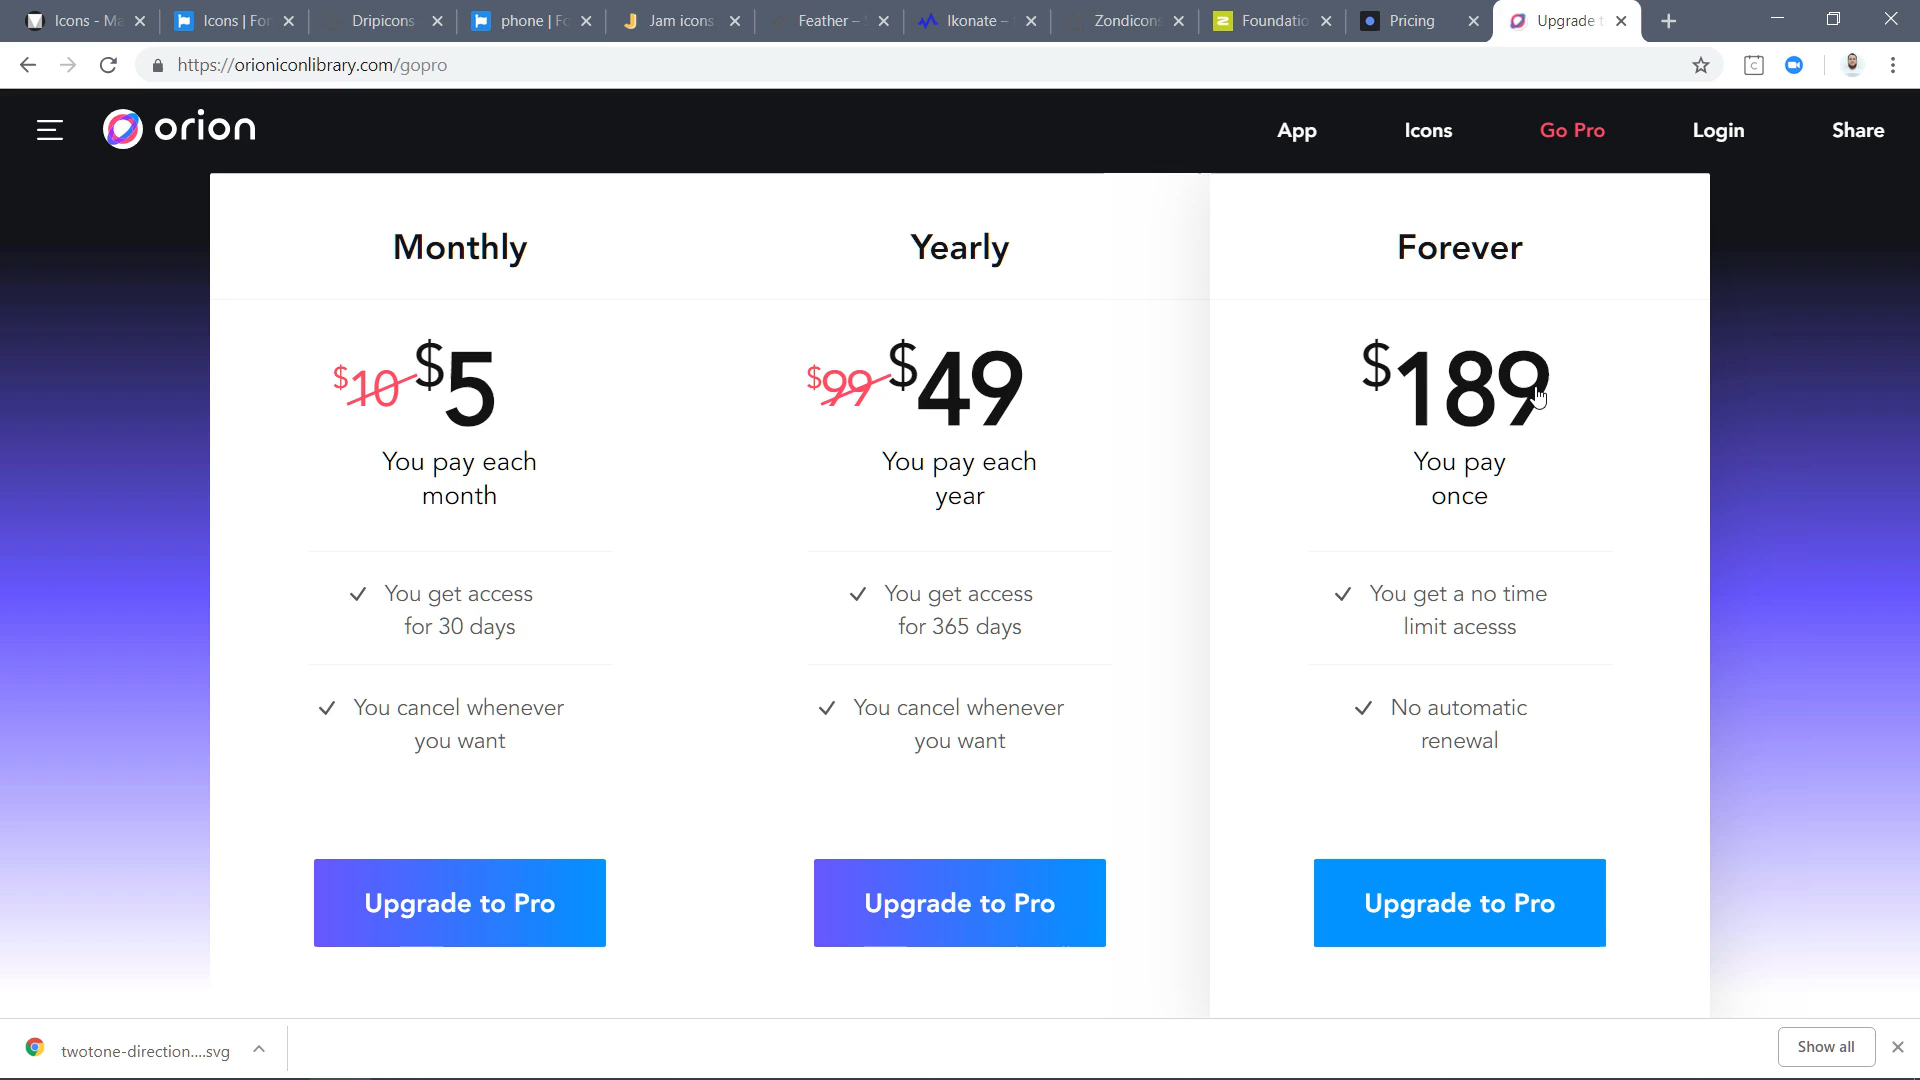 Icons - Ma
Icons | For
Dripicons
phone | Fo
Jam icons
Feather –
Ikonate –
Zondicons
Foundatio
Pricing
Upgrade t
https://orioniconlibrary.com/gopro
orion
App
Icons
Go Pro
Login
Share
Monthly
Yearly
Forever
$10 $5
$99 $49
$189
You pay each
month
You pay each
year
You pay
once
You get access
for 30 days
You get access
for 365 days
You get a no time
limit acesss
You cancel whenever
you want
You cancel whenever
you want
No automatic
renewal
Upgrade to Pro
Upgrade to Pro
Upgrade to Pro
twotone-direction....svg
Show all